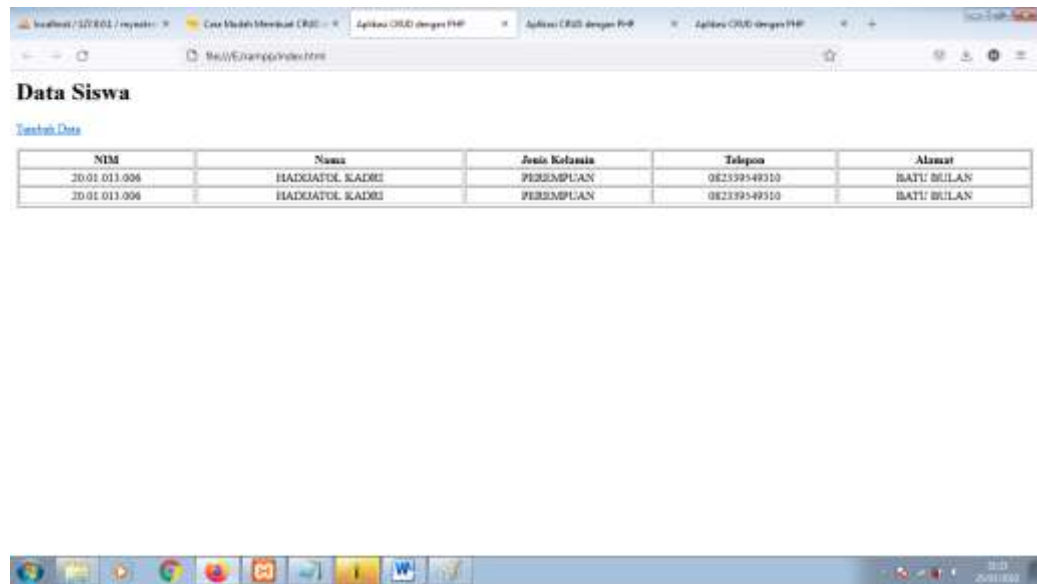 Aplikasi CRUD dengan PHP Aplikasi CRUD dengan PHP Aplikasi CRUD dengan PHP
Data Siswa
Tambah Data
NIM Nama Jenis Kelamin Telepon Alamat
20.01.013.006 HADIJATOL KADRI PEREMPUAN 082339549310 BATU BULAN
20.01.013.006 HADIJATOL KADRI PEREMPUAN 082339549310 BATU BULAN